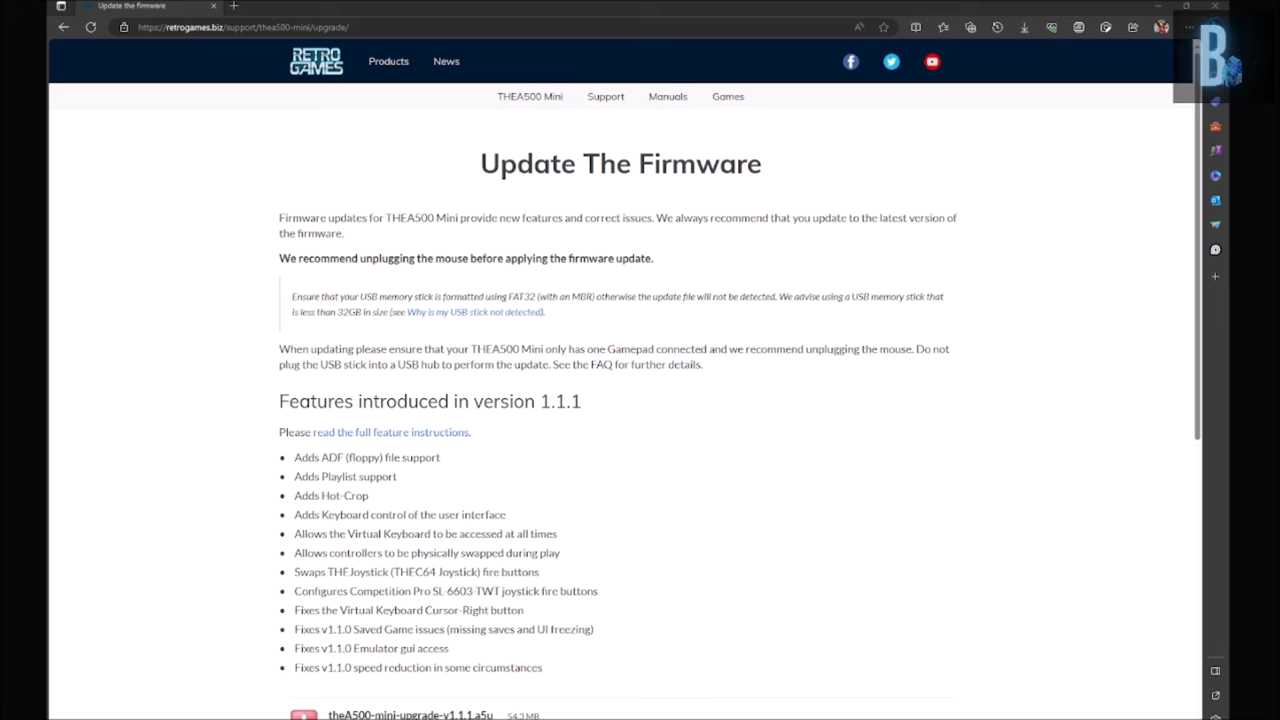 Update the firmware
https://retrogames.biz/support/thea500-mini/upgrade/
RETRO
GAMES
Products
News
B
THEA500 Mini
Support
Manuals
Games
Update The Firmware
Firmware updates for THEA500 Mini provide new features and correct issues. We always recommend that you update to the latest version of
the firmware.
We recommend unplugging the mouse before applying the firmware update.
Ensure that your USB memory stick is formatted using FAT32 (with an MBR) otherwise the update file will not be detected. We advise using a USB memory stick that
is less than 32GB in size (see Why is my USB stick not detected).
When updating please ensure that your THEA500 Mini only has one Gamepad connected and we recommend unplugging the mouse. Do not
plug the USB stick into a USB hub to perform the update. See the FAQ for further details.
Features introduced in version 1.1.1
Please read the full feature instructions.
• Adds ADF (floppy) file support
• Adds Playlist support
• Adds Hot-Crop
• Adds Keyboard control of the user interface
• Allows the Virtual Keyboard to be accessed at all times
• Allows controllers to be physically swapped during play
• Swaps THEJoystick (THEC64 Joystick) fire buttons
• Configures Competition Pro SL-6603-TWT joystick fire buttons
• Fixes the Virtual Keyboard Cursor-Right button
• Fixes v1.1.0 Saved Game issues (missing saves and UI freezing)
• Fixes v1.1.0 Emulator gui access
• Fixes v1.1.0 speed reduction in some circumstances
theA500-mini-upgrade-v1.1.1.a5u 54.3 MB